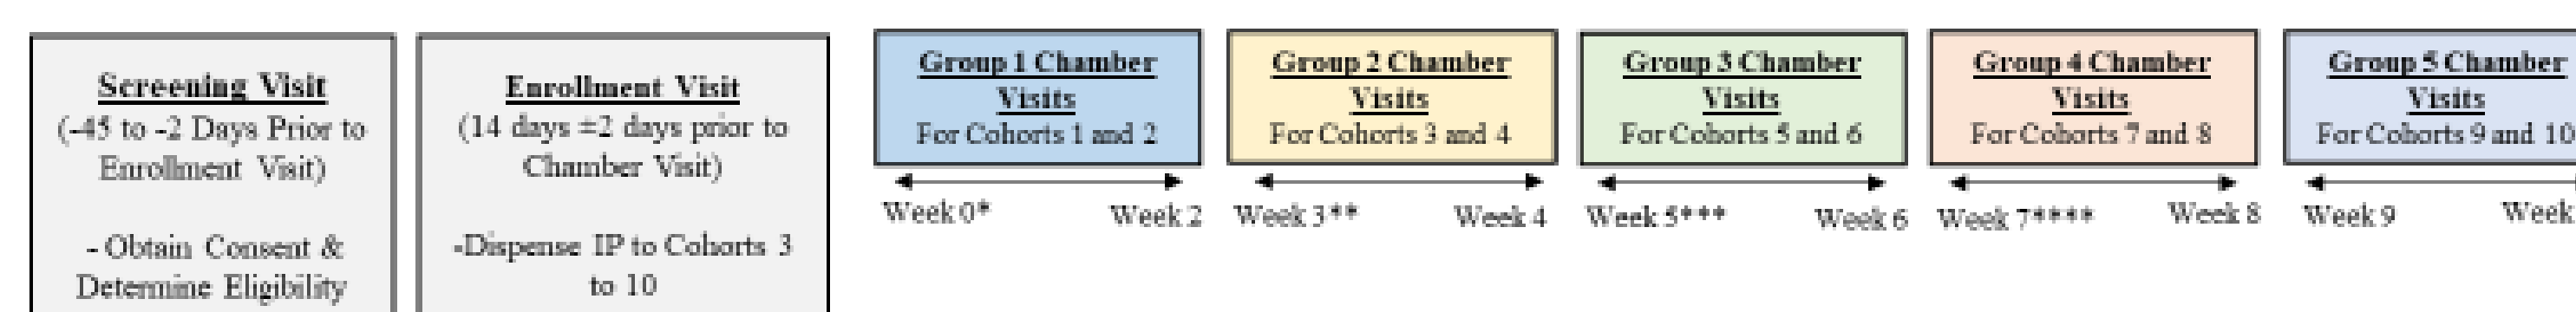 Screening Visit
(-45 to -2 Days Prior to
Enrollment Visit)
- Obtain Consent &
Determine Eligibility
Enrollment Visit
(14 days ±2 days prior to
Chamber Visit)
-Dispense IP to Cohorts 3
to 10
Group 1 Chamber
Visits
For Cohorts 1 and 2
Week 0*
Week 2
Group 2 Chamber
Visits
For Cohorts 3 and 4
Week 3**
Week 4
Group 3 Chamber
Visits
For Cohorts 5 and 6
Week 5***
Week 6
Group 4 Chamber
Visits
For Cohorts 7 and 8
Week 7****
Week 8
Group 5 Chamber
Visits
For Cohorts 9 and 10
Week 9
Week